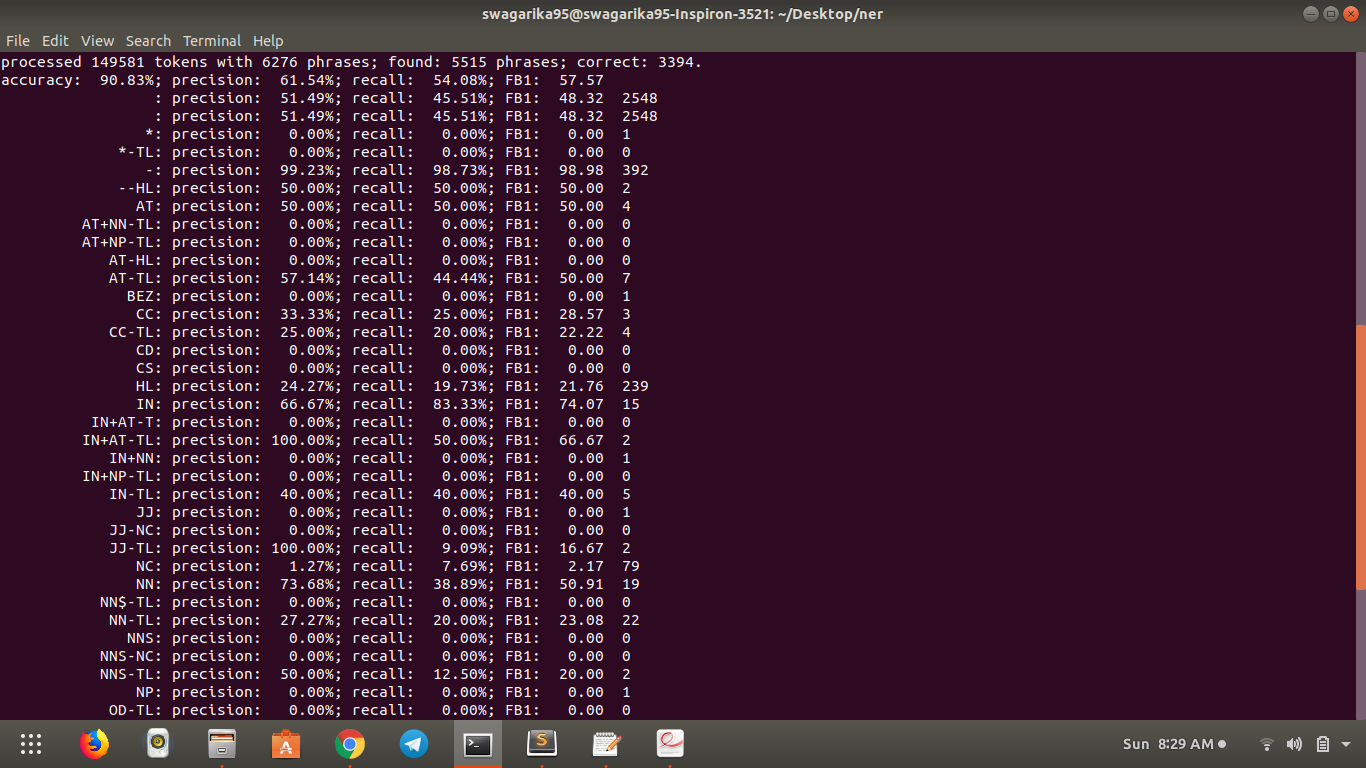 swagarika95@swagarika95-Inspiron-3521: ~/Desktop/ner
File Edit View Search Terminal Help
processed 149581 tokens with 6276 phrases; found: 5515 phrases; correct: 3394.
accuracy:  90.83%; precision:  61.54%; recall:  54.08%; FB1:  57.57
: precision:  51.49%; recall:  45.51%; FB1:  48.32  2548
: precision:  51.49%; recall:  45.51%; FB1:  48.32  2548
*: precision:   0.00%; recall:   0.00%; FB1:   0.00  1
*-TL: precision:   0.00%; recall:   0.00%; FB1:   0.00  0
-: precision:  99.23%; recall:  98.73%; FB1:  98.98  392
--HL: precision:  50.00%; recall:  50.00%; FB1:  50.00  2
AT: precision:  50.00%; recall:  50.00%; FB1:  50.00  4
AT+NN-TL: precision:   0.00%; recall:   0.00%; FB1:   0.00  0
AT+NP-TL: precision:   0.00%; recall:   0.00%; FB1:   0.00  0
AT-HL: precision:   0.00%; recall:   0.00%; FB1:   0.00  0
AT-TL: precision:  57.14%; recall:  44.44%; FB1:  50.00  7
BEZ: precision:   0.00%; recall:   0.00%; FB1:   0.00  1
CC: precision:  33.33%; recall:  25.00%; FB1:  28.57  3
CC-TL: precision:  25.00%; recall:  20.00%; FB1:  22.22  4
CD: precision:   0.00%; recall:   0.00%; FB1:   0.00  0
CS: precision:   0.00%; recall:   0.00%; FB1:   0.00  0
HL: precision:  24.27%; recall:  19.73%; FB1:  21.76  239
IN: precision:  66.67%; recall:  83.33%; FB1:  74.07  15
IN+AT-T: precision:   0.00%; recall:   0.00%; FB1:   0.00  0
IN+AT-TL: precision: 100.00%; recall:  50.00%; FB1:  66.67  2
IN+NN: precision:   0.00%; recall:   0.00%; FB1:   0.00  1
IN+NP-TL: precision:   0.00%; recall:   0.00%; FB1:   0.00  0
IN-TL: precision:  40.00%; recall:  40.00%; FB1:  40.00  5
JJ: precision:   0.00%; recall:   0.00%; FB1:   0.00  1
JJ-NC: precision:   0.00%; recall:   0.00%; FB1:   0.00  0
JJ-TL: precision: 100.00%; recall:   9.09%; FB1:  16.67  2
NC: precision:   1.27%; recall:   7.69%; FB1:   2.17  79
NN: precision:  73.68%; recall:  38.89%; FB1:  50.91  19
NN$-TL: precision:   0.00%; recall:   0.00%; FB1:   0.00  0
NN-TL: precision:  27.27%; recall:  20.00%; FB1:  23.08  22
NNS: precision:   0.00%; recall:   0.00%; FB1:   0.00  0
NNS-NC: precision:   0.00%; recall:   0.00%; FB1:   0.00  0
NNS-TL: precision:  50.00%; recall:  12.50%; FB1:  20.00  2
NP: precision:   0.00%; recall:   0.00%; FB1:   0.00  1
OD-TL: precision:   0.00%; recall:   0.00%; FB1:   0.00  0
Sun 8:29 AM